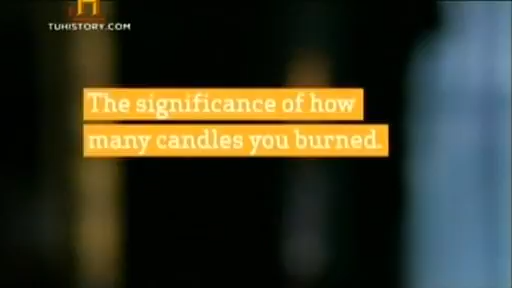 TUHISTORY.COM
The significance of how
many candles you burned.